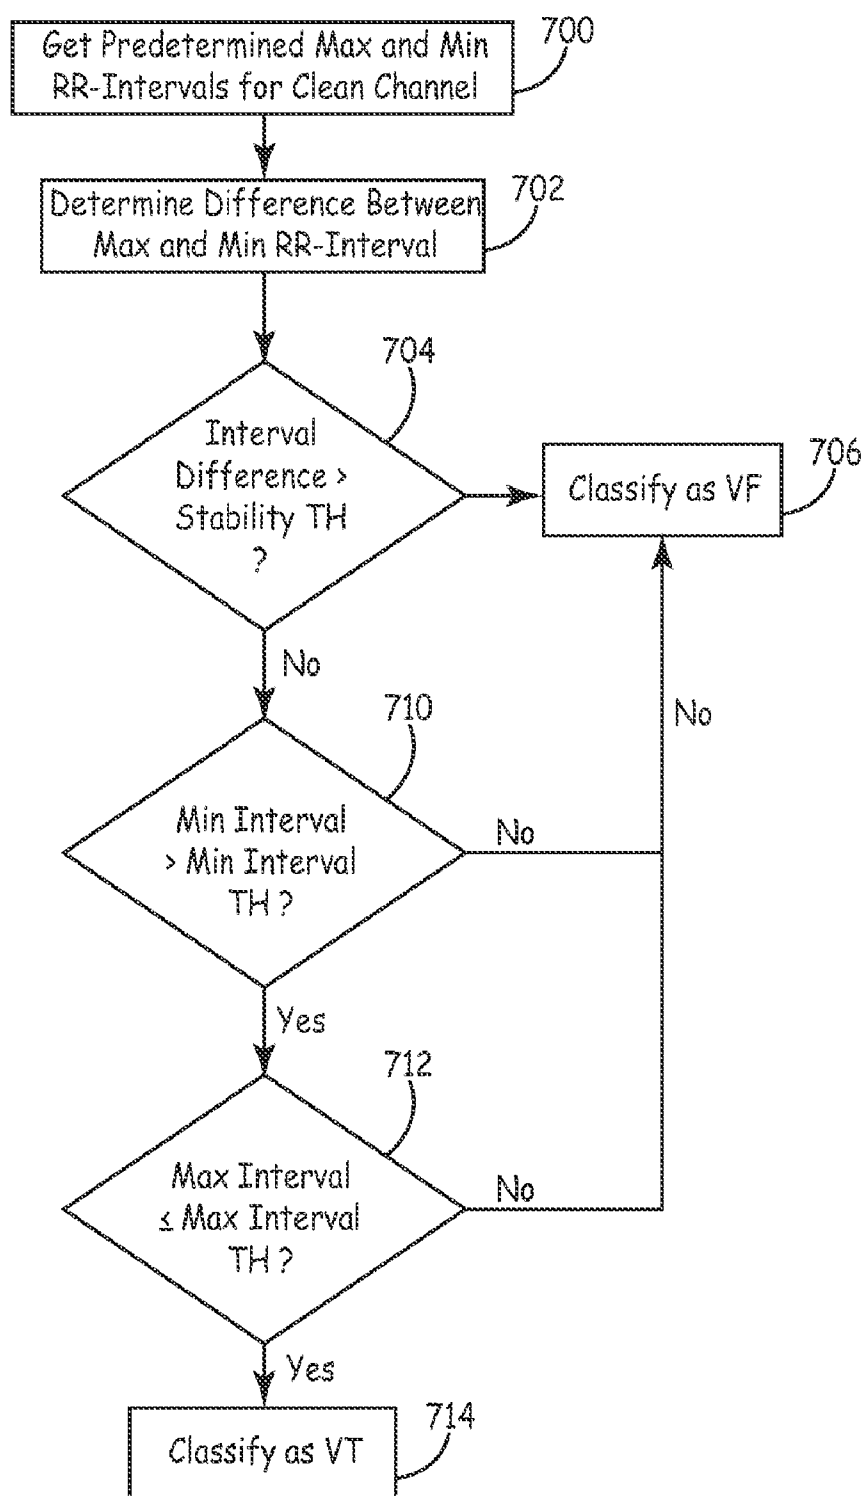 Get Predetermined Max and Min
RR-Intervals for Clean Channel
700
Determine Difference Between
Max and Min RR-Interval
702
704
Interval
Difference >
Stability TH
?
Classify as VF
706
No
710
No
Min Interval
> Min Interval
TH ?
No
Yes
712
Max Interval
≤ Max Interval
TH ?
No
Yes
714
Classify as VT